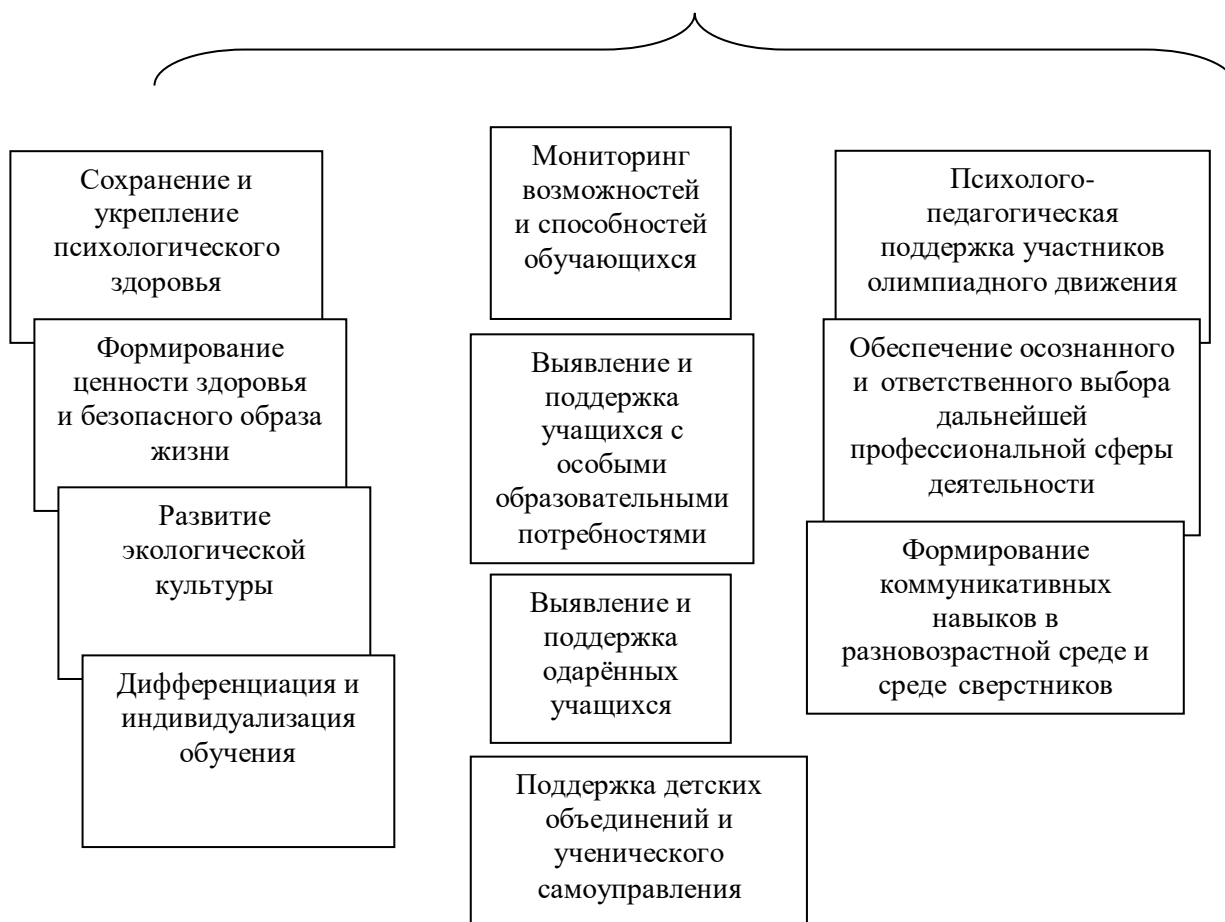 Сохранение и
укрепление
психологического
здоровья
Формирование
ценности здоровья
и безопасного образа
жизни
Развитие
экологической
культуры
Дифференциация и
индивидуализация
обучения
Мониторинг
возможностей
и способностей
обучающихся
Выявление и
поддержка
учащихся с
особыми
образовательными
потребностями
Выявление и
поддержка
одарённых
учащихся
Поддержка детских
объединений и
ученического
самоуправления
Психолого-
педагогическая
поддержка участников
олимпиадного движения
Обеспечение осознанного
и ответственного выбора
дальнейшей
профессиональной сферы
деятельности
Формирование
коммуникативных
навыков в
разновозрастной среде и
среде сверстников